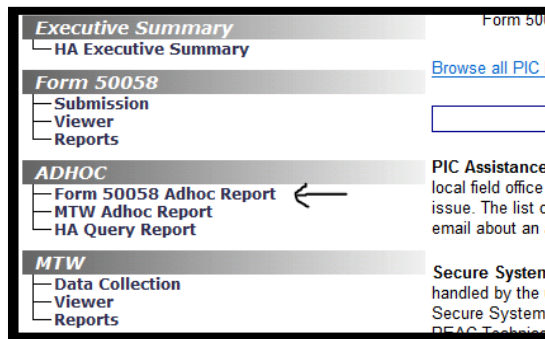 Executive Summary
HA Executive Summary
Form 50058
Submission
Viewer
Reports
ADHOC
Form 50058 Adhoc Report
MTW Adhoc Report
HA Query Report
MTW
Data Collection
Viewer
Reports
Form
Browse all PIC
PIC Assistance
local field office
issue. The list
email about an
Secure
handled by the
Secure System